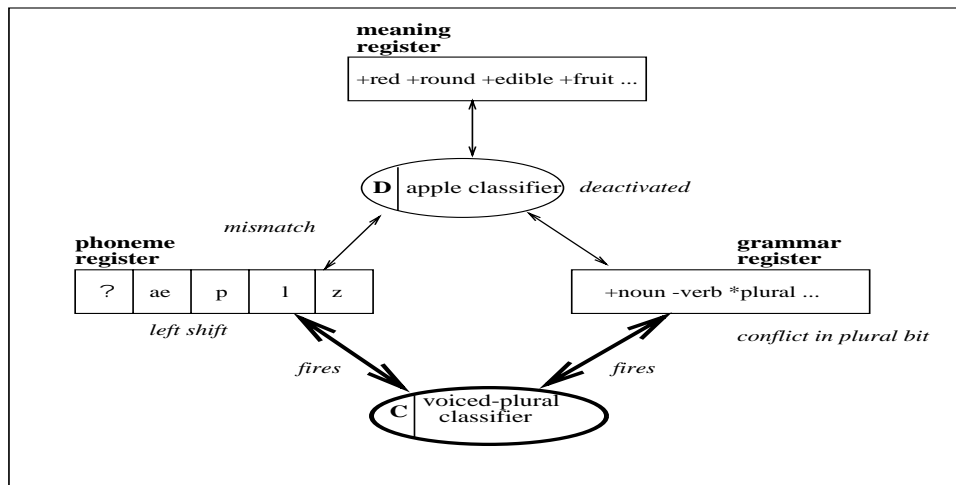 meaning
register
+red +round +edible +fruit ...
D apple classifier
deactivated
mismatch
phoneme
register
? ae p l z
left shift
grammar
register
+noun -verb *plural ...
conflict in plural bit
fires
fires
C voiced-plural
classifier